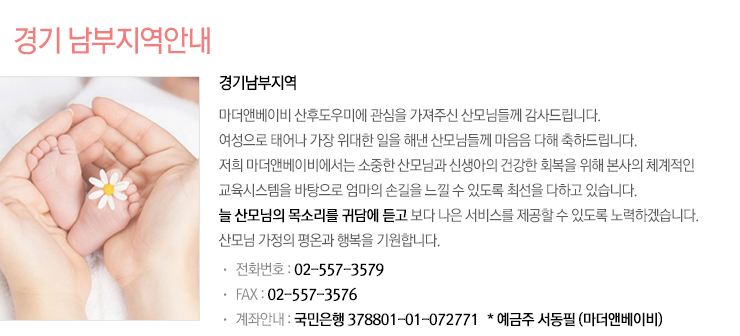 경기 남부지역안내
경기남부지역
마더앤베이비 산후도우미에 관심을 가져주신 산모님들께 감사드립니다.
여성으로 태어나 가장 위대한 일을 해낸 산모님들께 마음음 다해 축하드립니다.
저희 마더앤베이비에서는 소중한 산모님과 신생아의 건강한 회복을 위해 본사의 체계적인
교육시스템을 바탕으로 엄마의 손길을 느낄 수 있도록 최선을 다하고 있습니다.
늘 산모님의 목소리를 귀담에 듣고 보다 나은 서비스를 제공할 수 있도록 노력하겠습니다.
산모님 가정의 평온과 행복을 기원합니다.
· 전화번호 : 02-557-3579
· FAX : 02-557-3576
· 계좌안내 : 국민은행 378801-01-072771 * 예금주 서동필 (마더앤베이비)